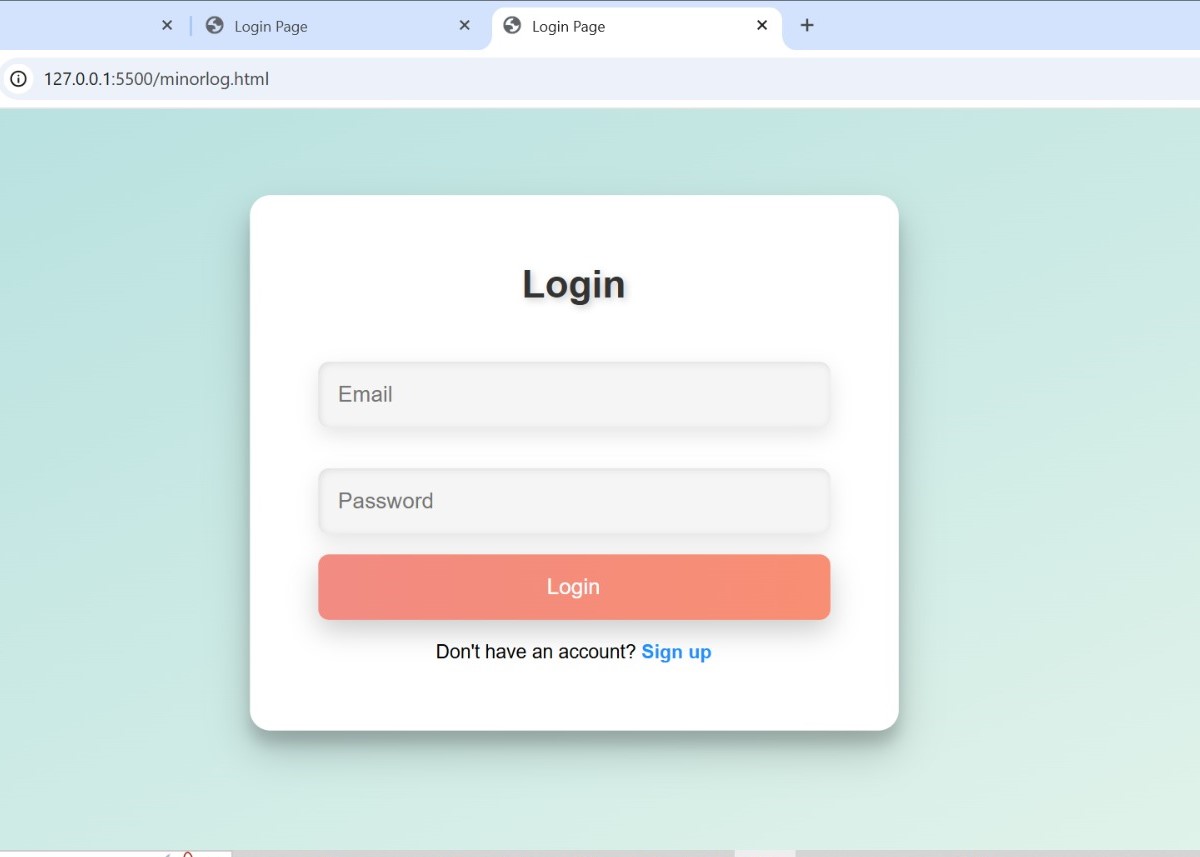 Login Page
Login Page
127.0.0.1:5500/minorlog.html
Login
Email
Password
Login
Don't have an account? Sign up